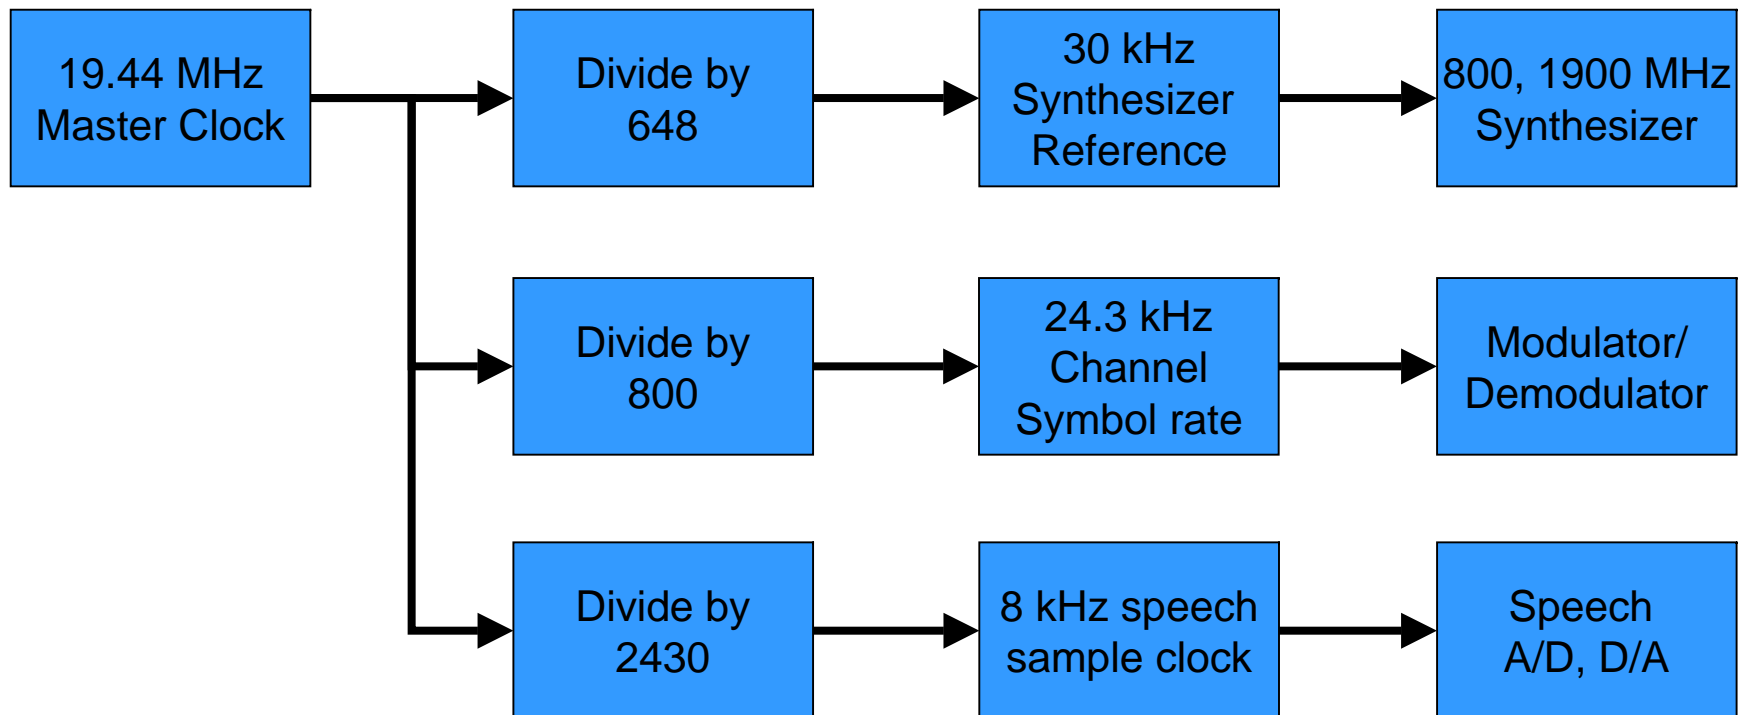 19.44 MHz
Master Clock
Divide by
648
30 kHz
Synthesizer
Reference
800, 1900 MHz
Synthesizer
Divide by
800
24.3 kHz
Channel
Symbol rate
Modulator/
Demodulator
Divide by
2430
8 kHz speech
sample clock
Speech
A/D, D/A